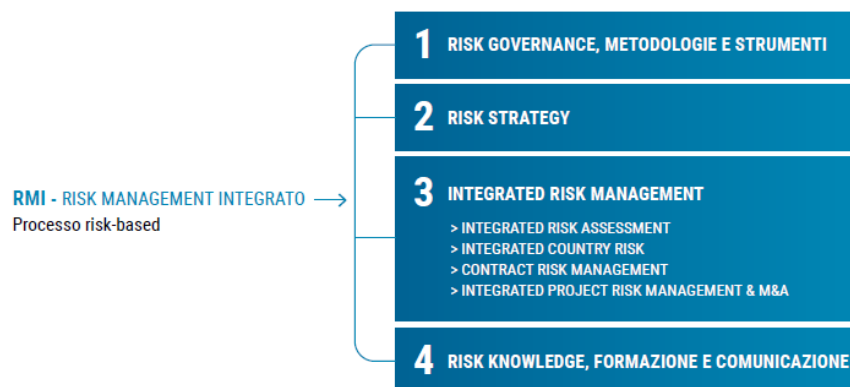 1 RISK GOVERNANCE, METODOLOGIE E STRUMENTI
2 RISK STRATEGY
RMI - RISK MANAGEMENT INTEGRATO
Processo risk-based
3 INTEGRATED RISK MANAGEMENT
> INTEGRATED RISK ASSESSMENT
> INTEGRATED COUNTRY RISK
> CONTRACT RISK MANAGEMENT
> INTEGRATED PROJECT RISK MANAGEMENT & M&A
4 RISK KNOWLEDGE, FORMAZIONE E COMUNICAZIONE